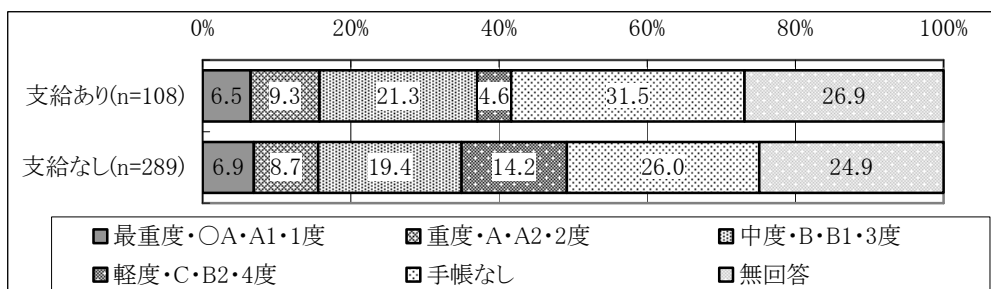 0% 20% 40% 60% 80% 100%
支給あり(n=108) 6.5 9.3 21.3 4.6 31.5 26.9
支給なし(n=289) 6.9 8.7 19.4 14.2 26.0 24.9
最重度・○A・A1・1度 重度・A・A2・2度 中度・B・B1・3度
軽度・C・B2・4度 手帳なし 無回答